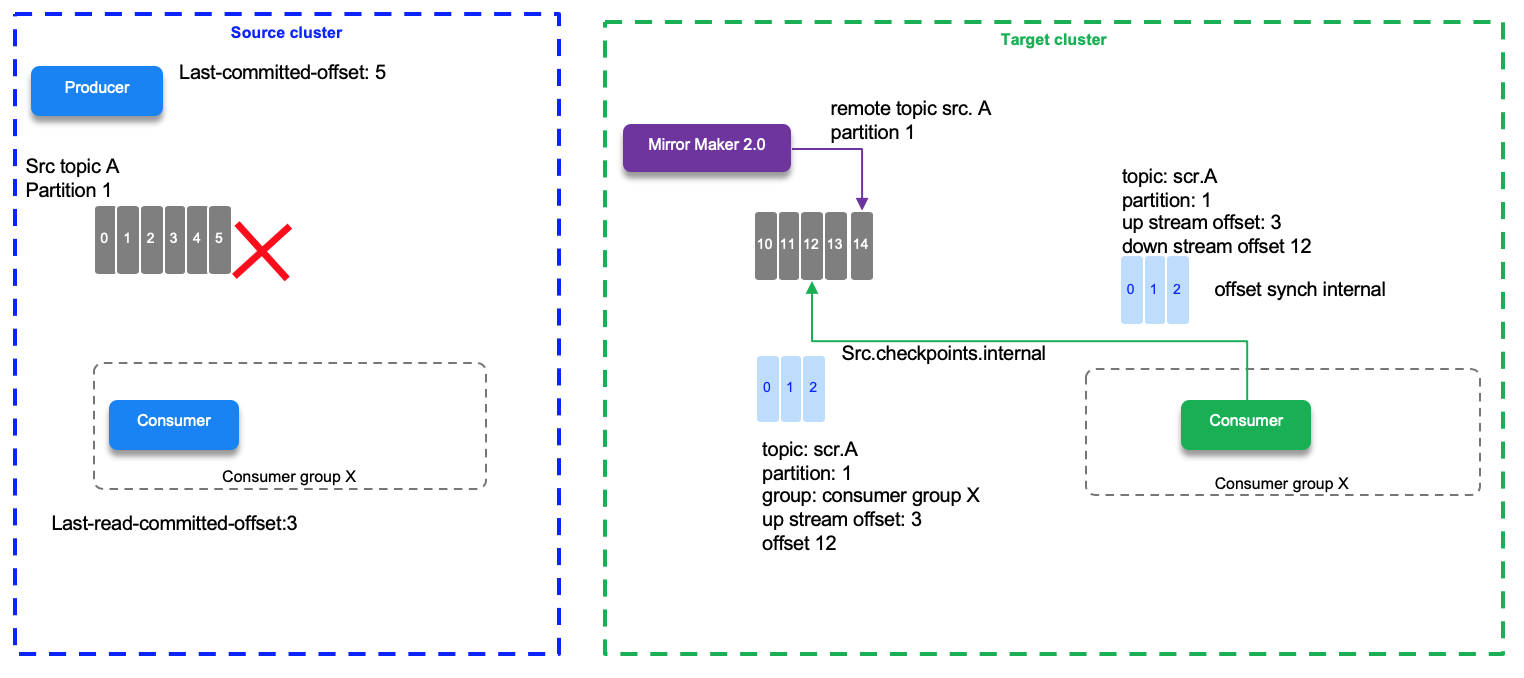 Source cluster
Producer
Last-committed-offset: 5
Src topic A
Partition 1
0 1 2 3 4 5
Consumer
Consumer group X
Last-read-committed-offset:3
Target cluster
Mirror Maker 2.0
remote topic src. A
partition 1
10 11 12 13 14
topic: scr.A
partition: 1
up stream offset: 3
down stream offset 12
0 1 2
offset synch internal
Src.checkpoints.internal
0 1 2
topic: scr.A
partition: 1
group: consumer group X
up stream offset: 3
offset 12
Consumer
Consumer group X